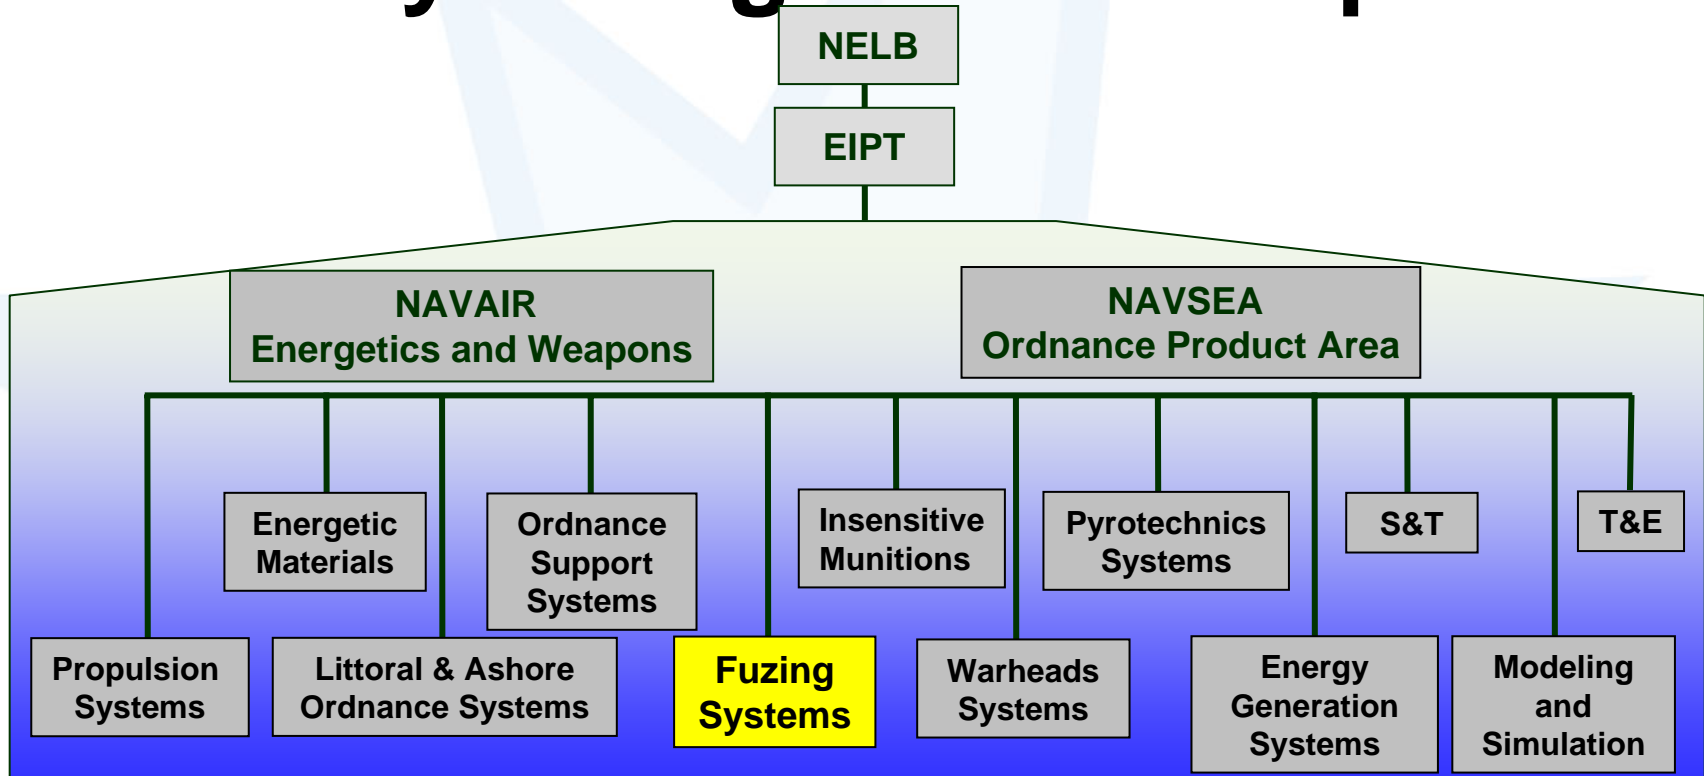 NELB
EIPT
NAVAIR
Energetics and Weapons
NAVSEA
Ordnance Product Area
Energetic
Materials
Ordnance
Support
Systems
Insensitive
Munitions
Pyrotechnics
Systems
S&T
T&E
Propulsion
Systems
Littoral & Ashore
Ordnance Systems
Fuzing
Systems
Warheads
Systems
Energy
Generation
Systems
Modeling
and
Simulation